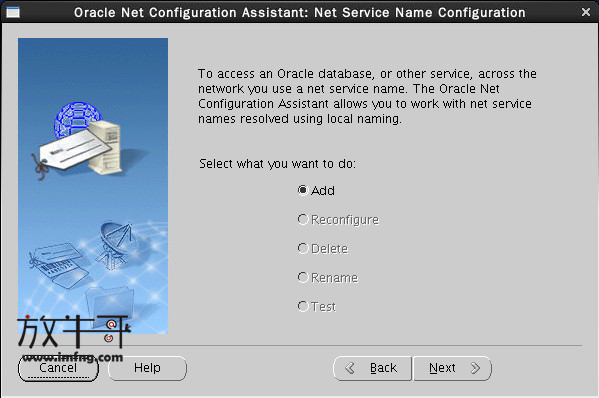 Oracle Net Configuration Assistant: Net Service Name Configuration
To access an Oracle database, or other service, across the
network you use a net service name. The Oracle Net
Configuration Assistant allows you to work with net service
names resolved using local naming.
Select what you want to do:
Add
Reconfigure
Delete
Rename
Test
放牛
www.imfng.com
Cancel Help Back Next